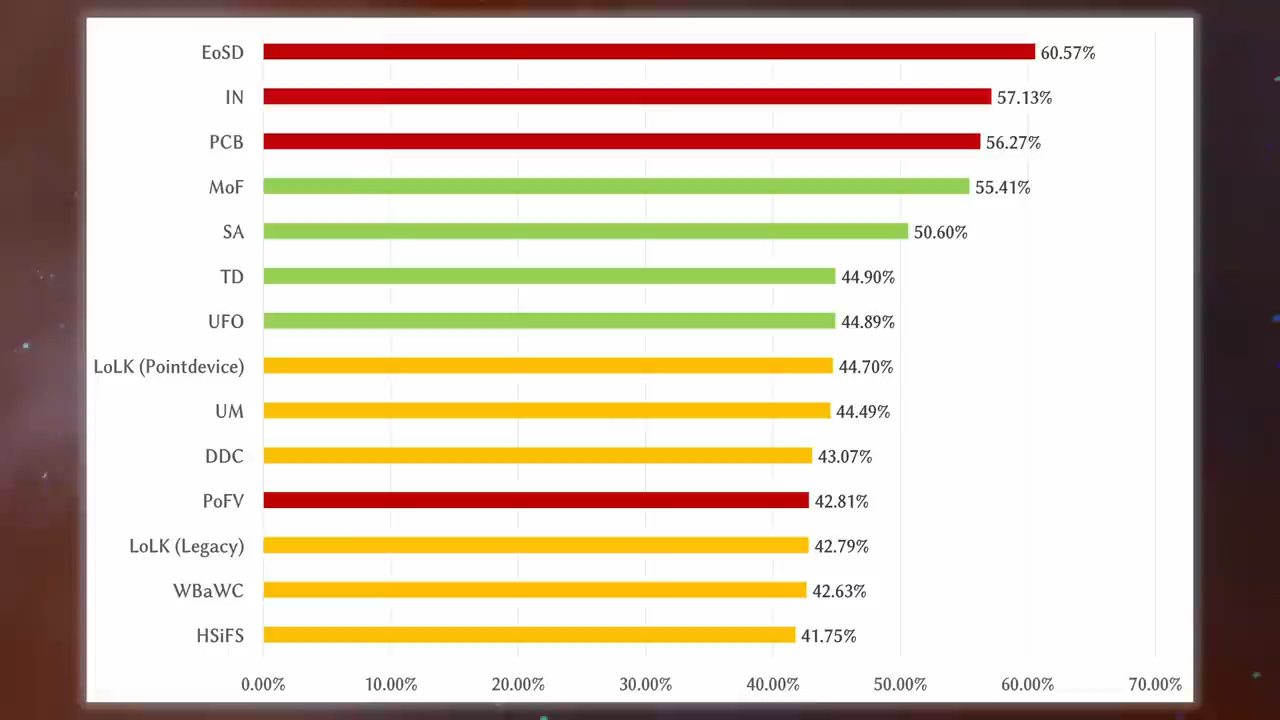 EoSD 60.57%
IN 57.13%
PCB 56.27%
MoF 55.41%
SA 50.60%
TD 44.90%
UFO 44.89%
LoLK (Pointdevice) 44.70%
UM 44.49%
DDC 43.07%
PoFV 42.81%
LoLK (Legacy) 42.79%
WBaWC 42.63%
HSiFS 41.75%
0.00% 10.00% 20.00% 30.00% 40.00% 50.00% 60.00% 70.00%